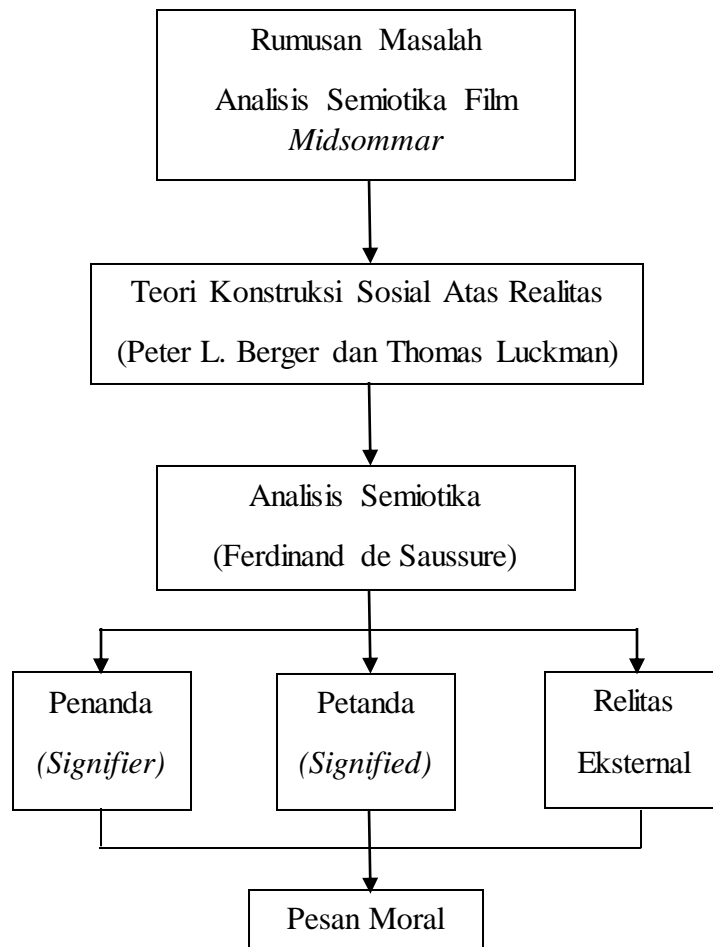 Rumusan Masalah
Analisis Semiotika Film
Midsommar
Teori Konstruksi Sosial Atas Realitas
(Peter L. Berger dan Thomas Luckman)
Analisis Semiotika
(Ferdinand de Saussure)
Penanda
(Signifier)
Petanda
(Signified)
Relitas
Eksternal
Pesan Moral